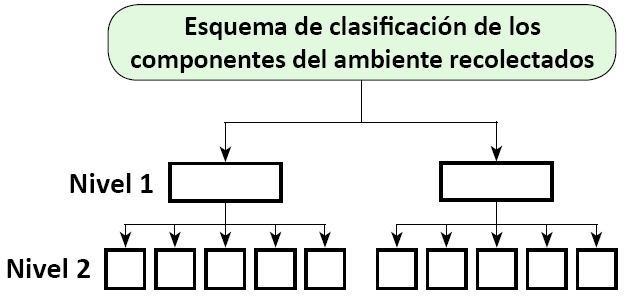 Esquema de clasificación de los
componentes del ambiente recolectados
Nivel 1
Nivel 2